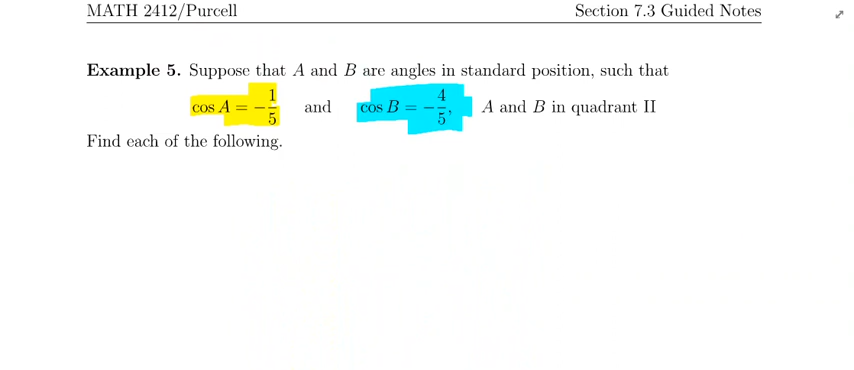 MATH 2412/Purcell Section 7.3 Guided Notes
Example 5. Suppose that A and B are angles in standard position, such that
cos A = −1/5 and cos B = −4/5, A and B in quadrant II
Find each of the following.